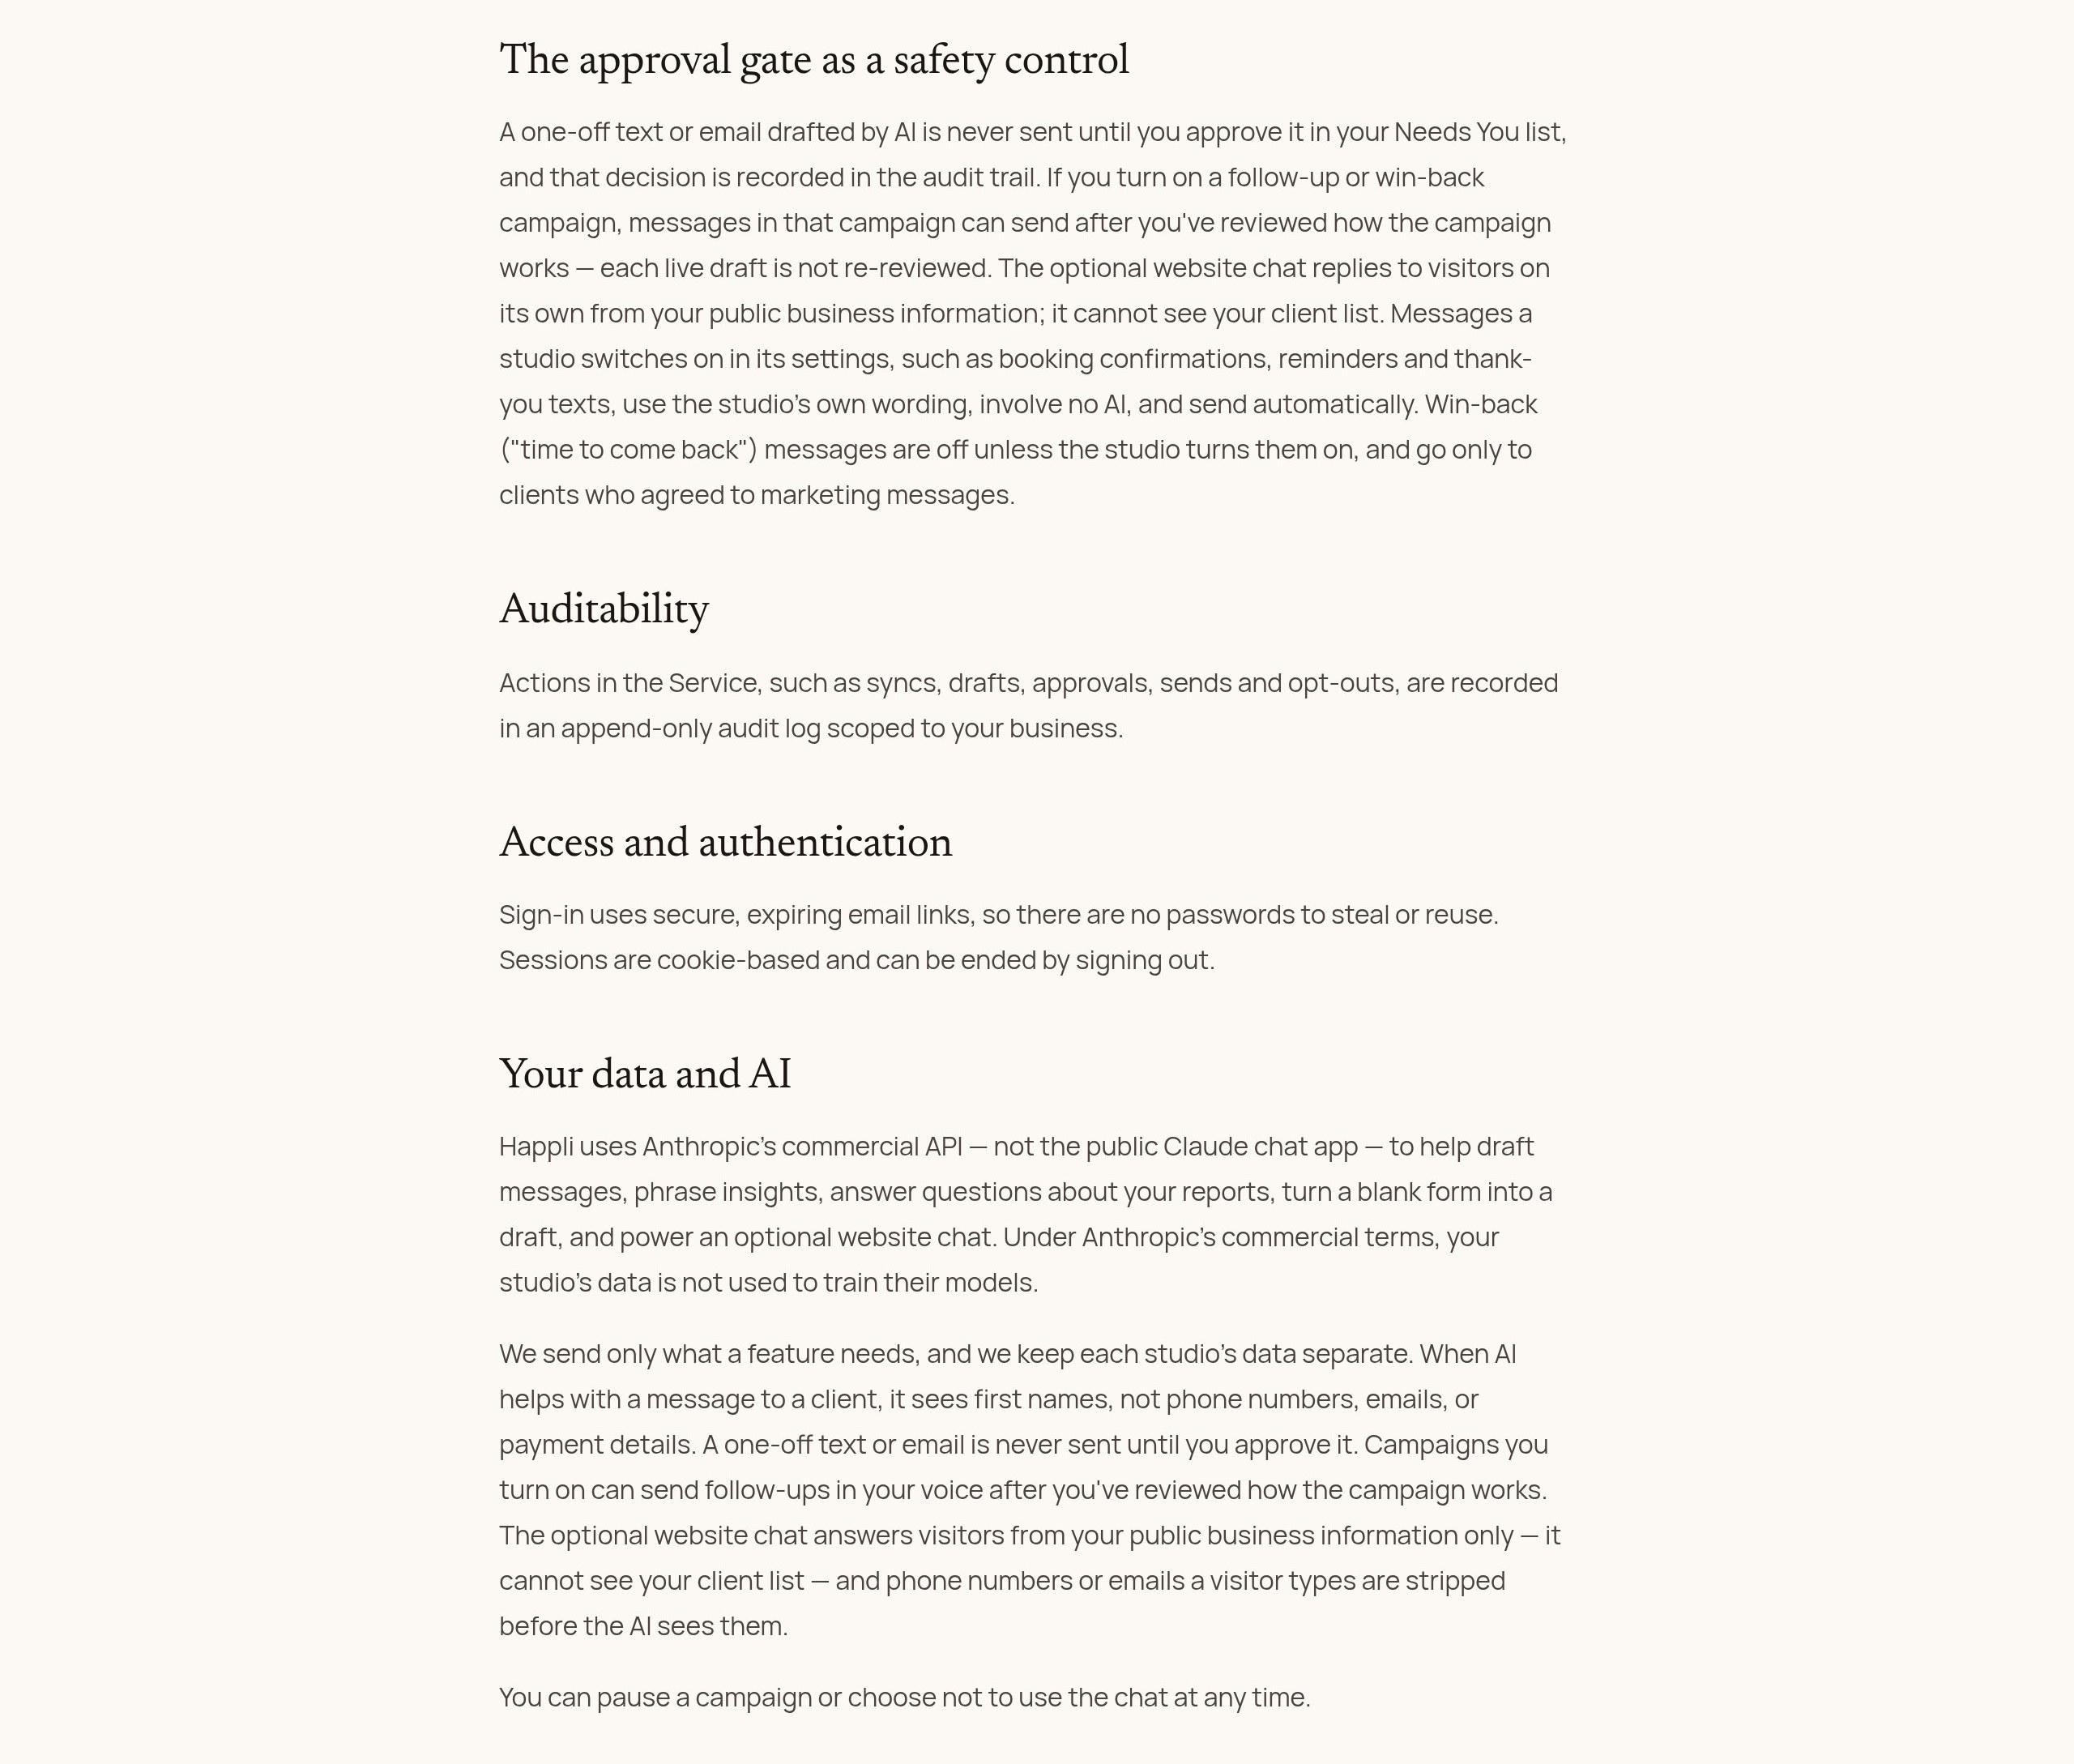 The approval gate as a safety control
A one-off text or email drafted by AI is never sent until you approve it in your Needs You list,
and that decision is recorded in the audit trail. If you turn on a follow-up or win-back
campaign, messages in that campaign can send after you've reviewed how the campaign
works — each live draft is not re-reviewed. The optional website chat replies to visitors on
its own from your public business information; it cannot see your client list. Messages a
studio switches on in its settings, such as booking confirmations, reminders and thank-
you texts, use the studio’s own wording, involve no AI, and send automatically. Win-back
("time to come back") messages are off unless the studio turns them on, and go only to
clients who agreed to marketing messages.
Auditability
Actions in the Service, such as syncs, drafts, approvals, sends and opt-outs, are recorded
in an append-only audit log scoped to your business.
Access and authentication
Sign-in uses secure, expiring email links, so there are no passwords to steal or reuse.
Sessions are cookie-based and can be ended by signing out.
Your data and AI
Happli uses Anthropic’s commercial API — not the public Claude chat app — to help draft
messages, phrase insights, answer questions about your reports, turn a blank form into a
draft, and power an optional website chat. Under Anthropic’s commercial terms, your
studio’s data is not used to train their models.
We send only what a feature needs, and we keep each studio’s data separate. When AI
helps with a message to a client, it sees first names, not phone numbers, emails, or
payment details. A one-off text or email is never sent until you approve it. Campaigns you
turn on can send follow-ups in your voice after you've reviewed how the campaign works.
The optional website chat answers visitors from your public business information only — it
cannot see your client list — and phone numbers or emails a visitor types are stripped
before the AI sees them.
You can pause a campaign or choose not to use the chat at any time.